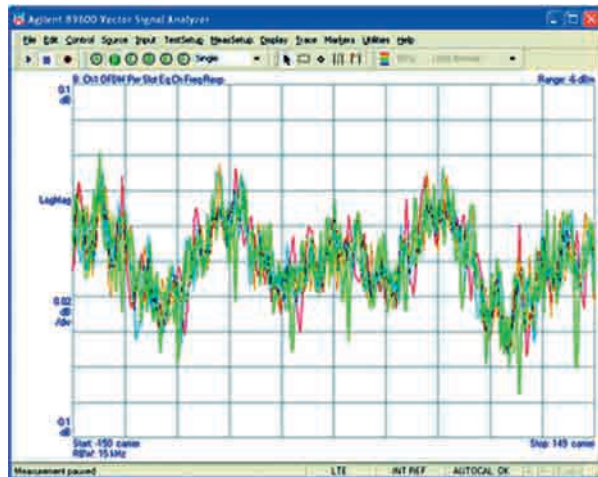 Agilent 89600 Vector Signal Analyzer
File Edit Control Source Input TestSetup MeasSetup Display Trace Markers Utilities Help
Single
B: Ch1 OFDM Per Slot Eq Ch Freq Resp
Range: -6 dBm
0.1
dB
LogMag
0.02
dB
/div
-0.1
dB
Start: -150 carrier
Stop: 149 carrier
RBW: 15 kHz
Measurement paused
LTE
INT REF
AUTOCAL: OK